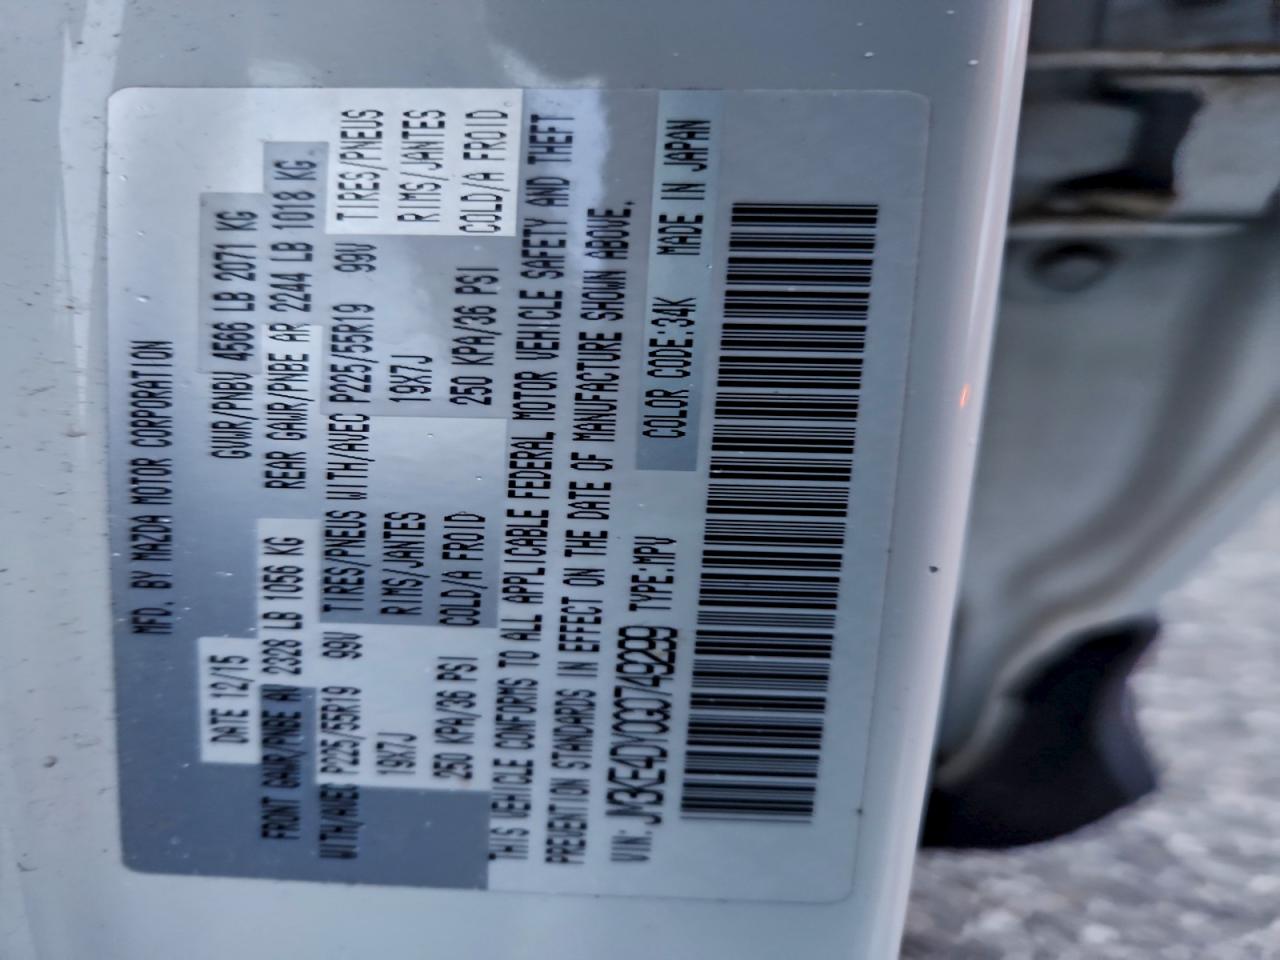 MFD. BY MAZDA MOTOR CORPORATION
DATE 12/15 GVWR/PNBV 4566 LB 2071 KG
FRONT GAWR/PNBE AV 2328 LB 1056 KG REAR GAWR/PNBE AR 2244 LB 1018 KG
WITH/AVEC P225/55R19 99V TIRES/PNEUS WITH/AVEC P225/55R19 99V TIRES/PNEUS
19X7J RIMS/JANTES 19X7J RIMS/JANTES
250 KPA/36 PSI COLD/A FROID 250 KPA/36 PSI COLD/A FROID
THIS VEHICLE CONFORMS TO ALL APPLICABLE FEDERAL MOTOR VEHICLE SAFETY AND THEFT
PREVENTION STANDARDS IN EFFECT ON THE DATE OF MANUFACTURE SHOWN ABOVE.
VIN: JM3KE4DY0G0749299 TYPE:MPV COLOR CODE:34K MADE IN JAPAN